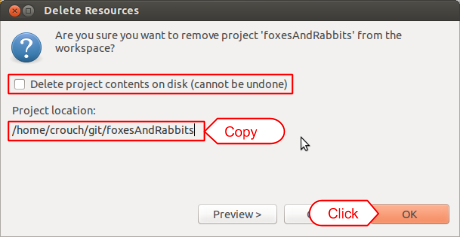 Delete Resources
Are you sure you want to remove project 'foxesAndRabbits' from the
workspace?
Delete project contents on disk (cannot be undone)
Project location:
/home/crouch/git/foxesAndRabbits
Copy
Preview >
Click
OK